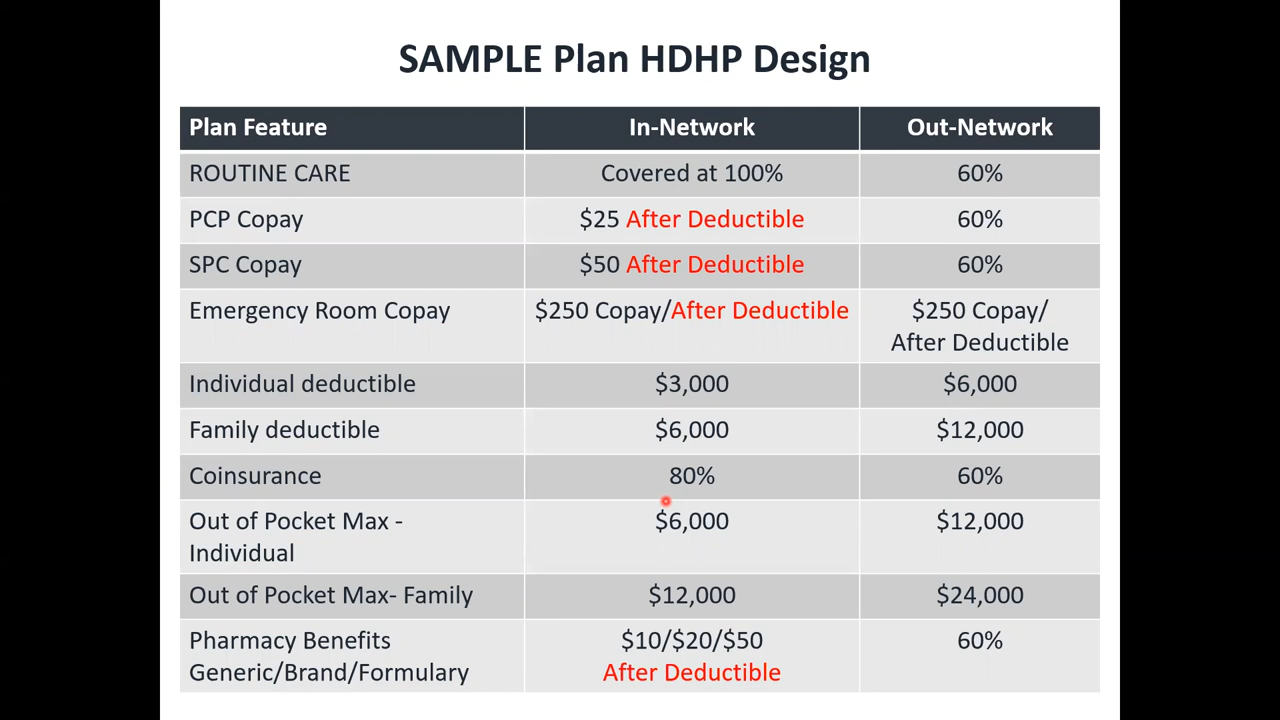 SAMPLE Plan HDHP Design
Plan Feature In-Network Out-Network
ROUTINE CARE Covered at 100% 60%
PCP Copay $25 After Deductible 60%
SPC Copay $50 After Deductible 60%
Emergency Room Copay $250 Copay/After Deductible $250 Copay/
After Deductible
Individual deductible $3,000 $6,000
Family deductible $6,000 $12,000
Coinsurance 80% 60%
Out of Pocket Max - $6,000 $12,000
Individual
Out of Pocket Max- Family $12,000 $24,000
Pharmacy Benefits $10/$20/$50 60%
Generic/Brand/Formulary After Deductible